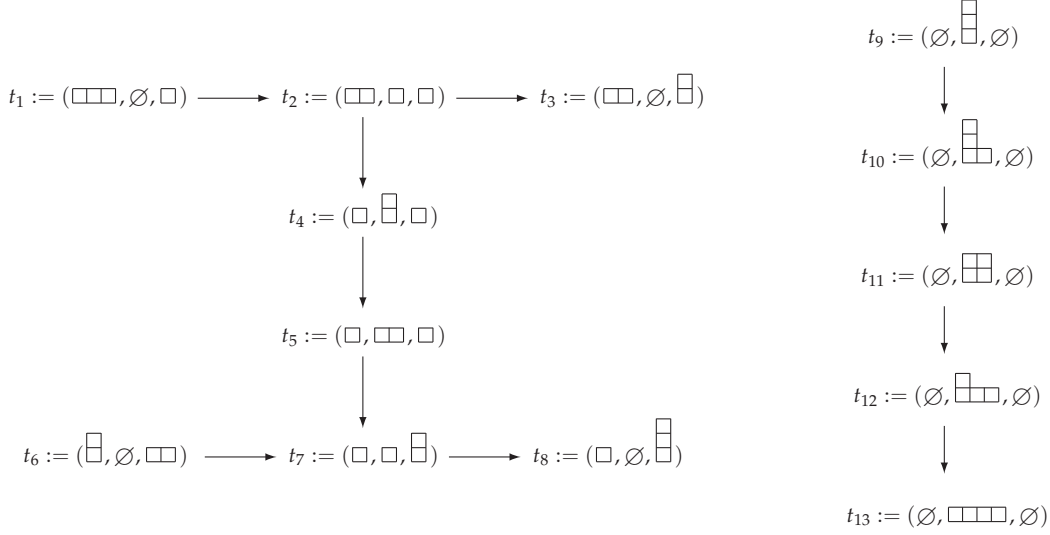 t₉ := (∅, , ∅)
t₁ := ( , ∅, )
t₂ := ( , , )
t₃ := ( , ∅, )
t₁₀ := (∅, , ∅)
t₄ := ( , , )
t₁₁ := (∅, , ∅)
t₅ := ( , , )
t₁₂ := (∅, , ∅)
t₆ := ( , ∅, )
t₇ := ( , , )
t₈ := ( , ∅, )
t₁₃ := (∅, , ∅)